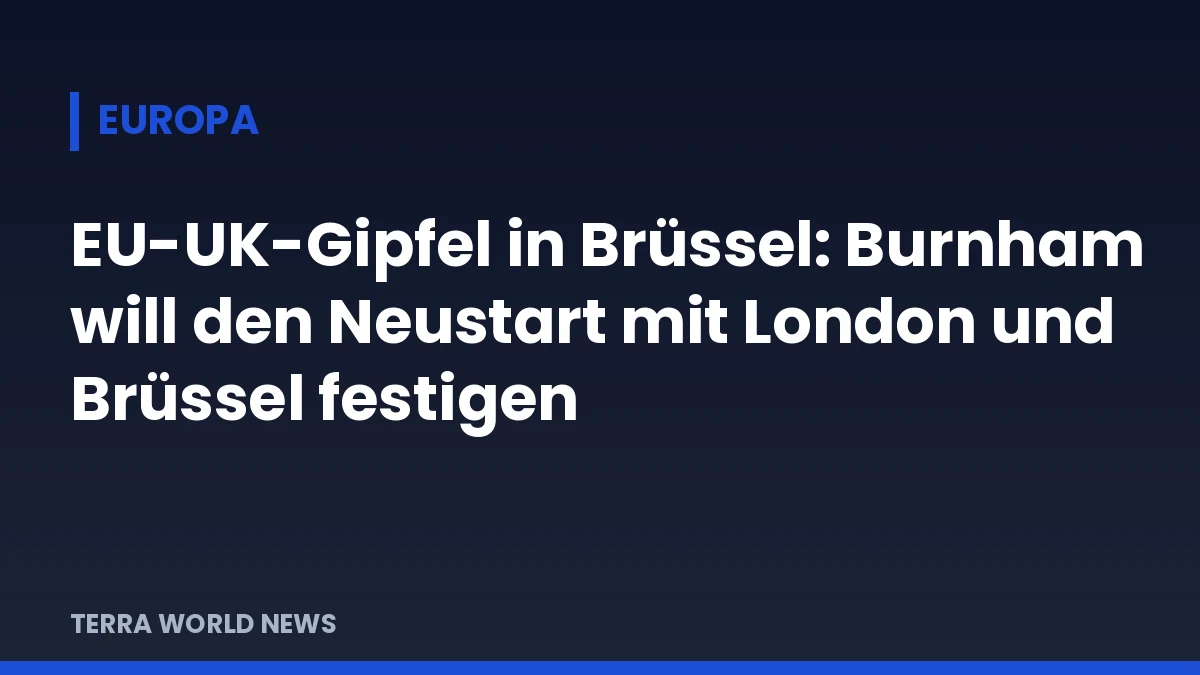 EUROPA
EU-UK-Gipfel in Brüssel: Burnham
will den Neustart mit London und
Brüssel festigen
TERRA WORLD NEWS